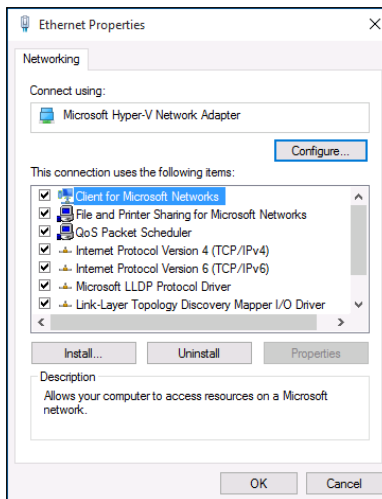 Ethernet Properties
Networking
Connect using:
Microsoft Hyper-V Network Adapter
Configure...
This connection uses the following items:
Client for Microsoft Networks
File and Printer Sharing for Microsoft Networks
QoS Packet Scheduler
Internet Protocol Version 4 (TCP/IPv4)
Internet Protocol Version 6 (TCP/IPv6)
Microsoft LLDP Protocol Driver
Link-Layer Topology Discovery Mapper I/O Driver
Install... Uninstall Properties
Description
Allows your computer to access resources on a Microsoft
network.
OK Cancel